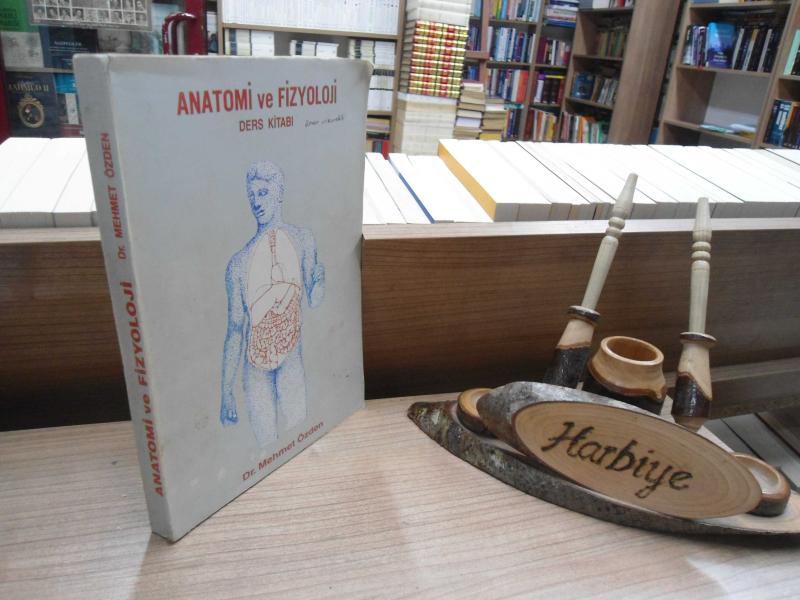 ANATOMİ ve FİZYOLOJİ
DERS KİTABI
Dr. Mehmet Özden
ANATOMİ ve FİZYOLOJİ Dr. MEHMET ÖZDEN
Harbiye